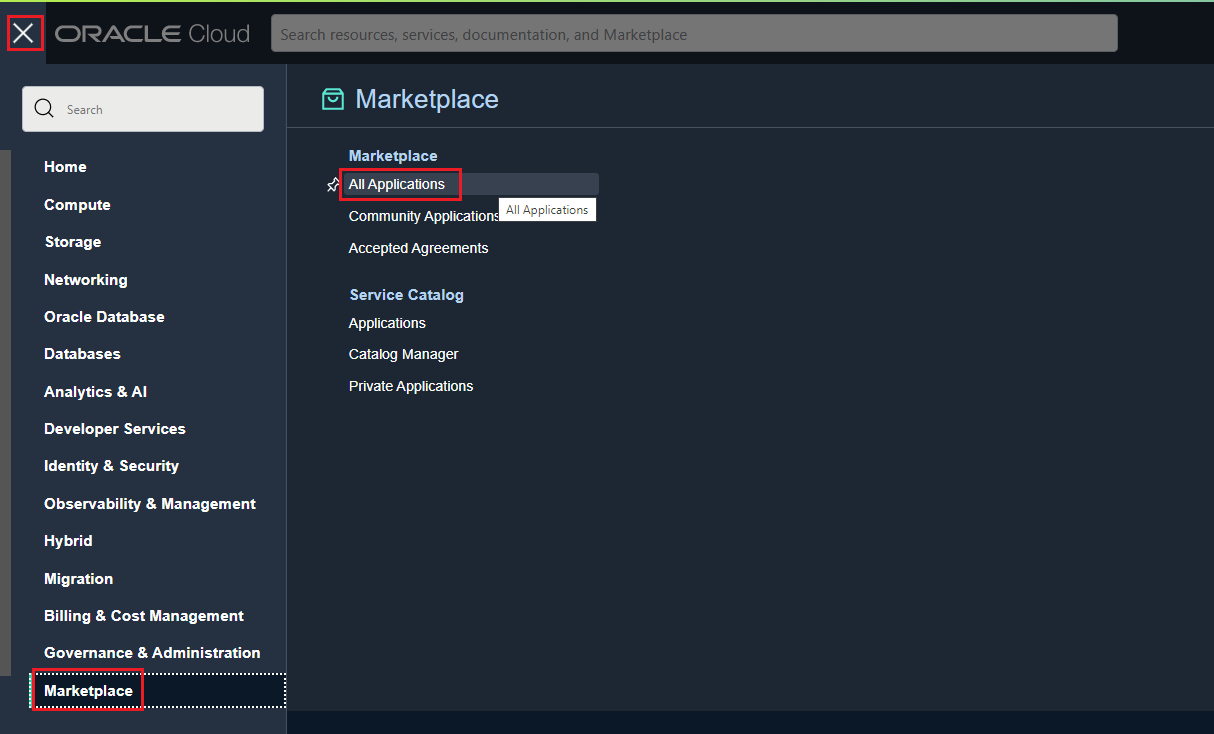 ORACLE Cloud
Search resources, services, documentation, and Marketplace
Search
Home
Compute
Storage
Networking
Oracle Database
Databases
Analytics & AI
Developer Services
Identity & Security
Observability & Management
Hybrid
Migration
Billing & Cost Management
Governance & Administration
Marketplace
Marketplace
Marketplace
All Applications
All Applications
Community Applications
Accepted Agreements
Service Catalog
Applications
Catalog Manager
Private Applications